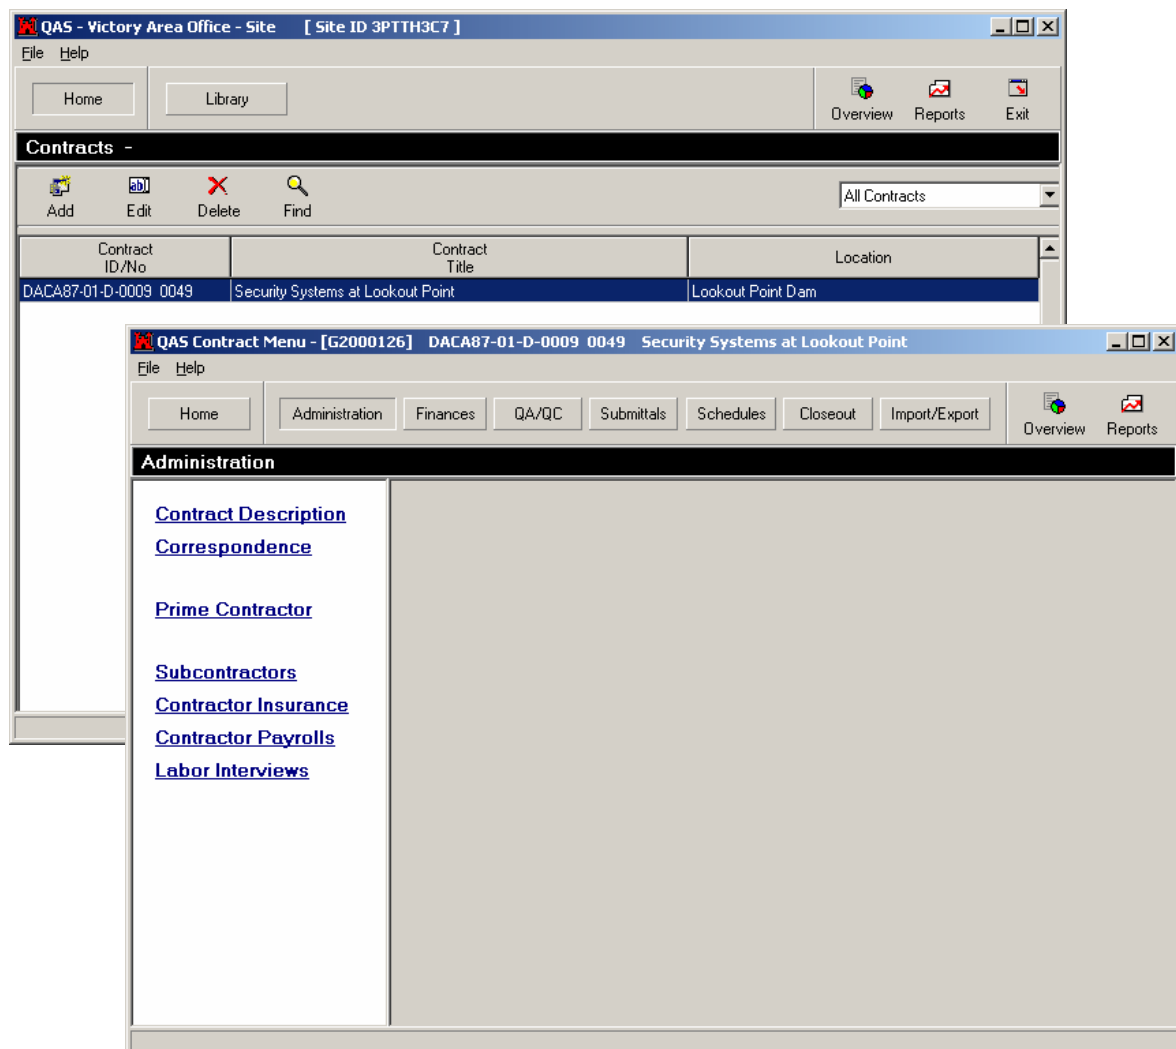 QAS - Victory Area Office - Site [ Site ID 3PTTH3C7 ]
File Help
Home Library Overview Reports Exit
Contracts -
Add Edit Delete Find All Contracts
Contract ID/No Contract Title Location
DACA87-01-D-0009 0049 Security Systems at Lookout Point Lookout Point Dam
QAS Contract Menu - [G2000126] DACA87-01-D-0009 0049 Security Systems at Lookout Point
File Help
Home Administration Finances QA/QC Submittals Schedules Closeout Import/Export Overview Reports
Administration
Contract Description
Correspondence
Prime Contractor
Subcontractors
Contractor Insurance
Contractor Payrolls
Labor Interviews